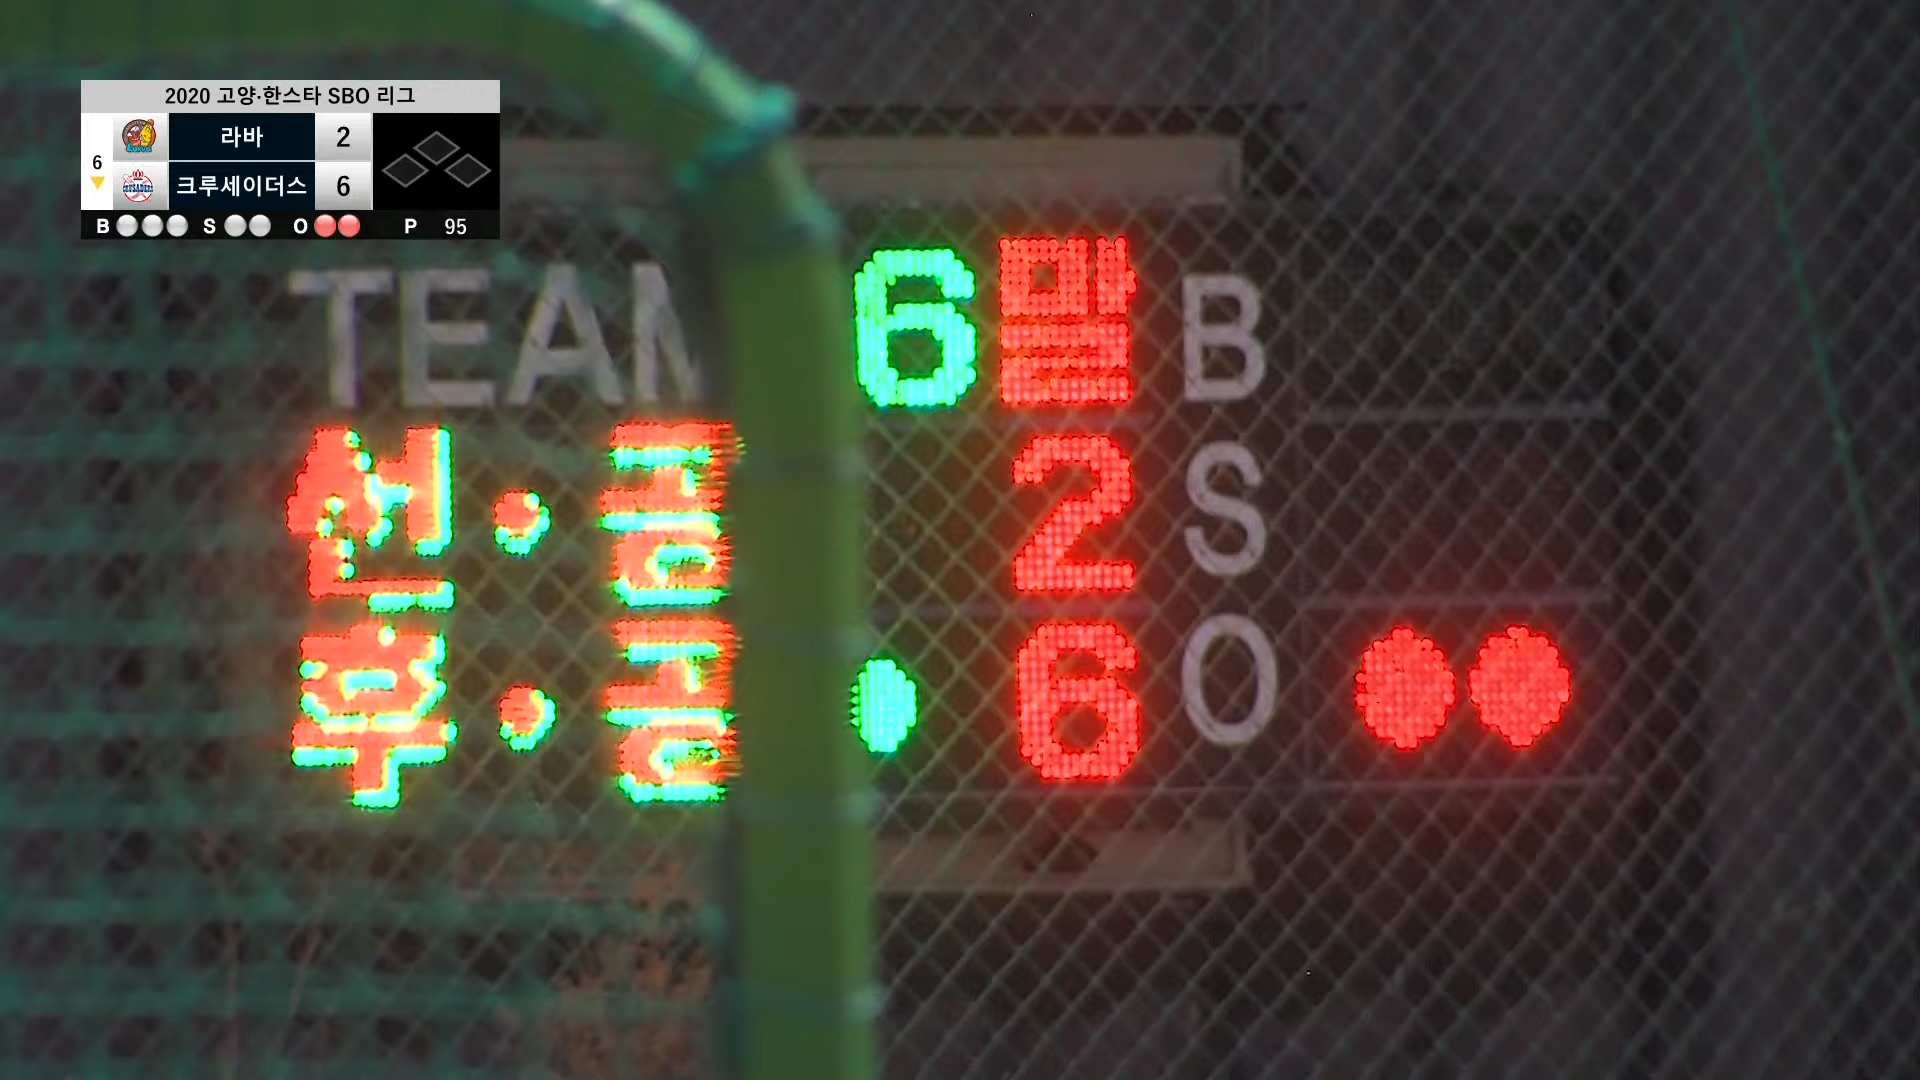 2020 고양·한스타 SBO 리그
6
라바 2
크루세이더스 6
B S O P 95
TEAM 6 말 B
선·공 2 S
후·공 6 O